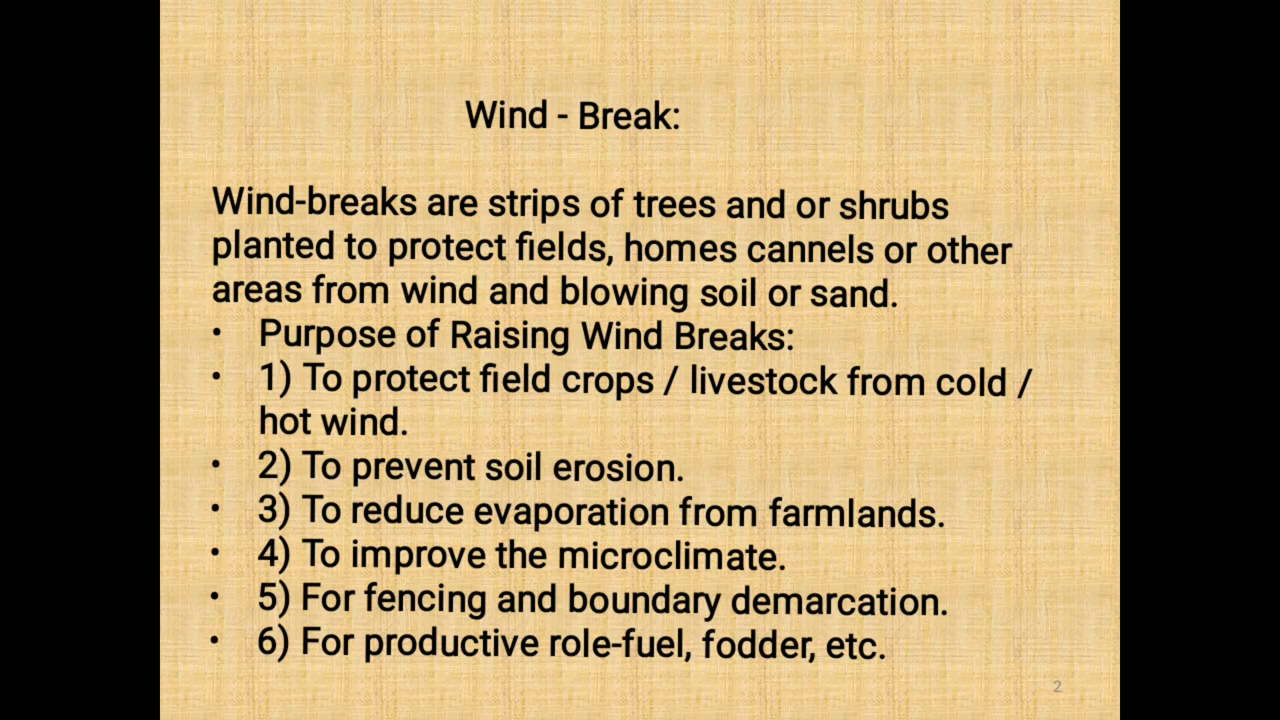 Wind - Break:
Wind-breaks are strips of trees and or shrubs
planted to protect fields, homes cannels or other
areas from wind and blowing soil or sand.
• Purpose of Raising Wind Breaks:
• 1) To protect field crops / livestock from cold /
hot wind.
• 2) To prevent soil erosion.
• 3) To reduce evaporation from farmlands.
• 4) To improve the microclimate.
• 5) For fencing and boundary demarcation.
• 6) For productive role-fuel, fodder, etc.
2